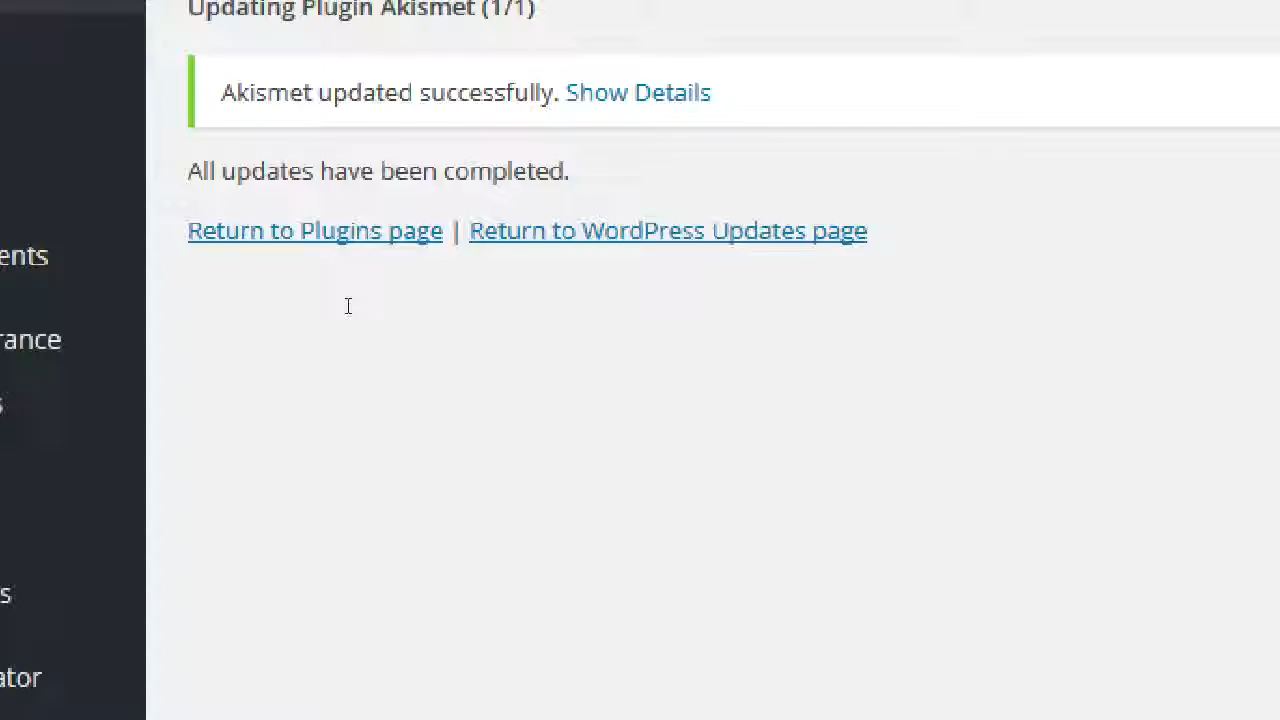 Updating Plugin Akismet (1/1)
Akismet updated successfully. Show Details
All updates have been completed.
Return to Plugins page | Return to WordPress Updates page
ents
rance
s
s
ator